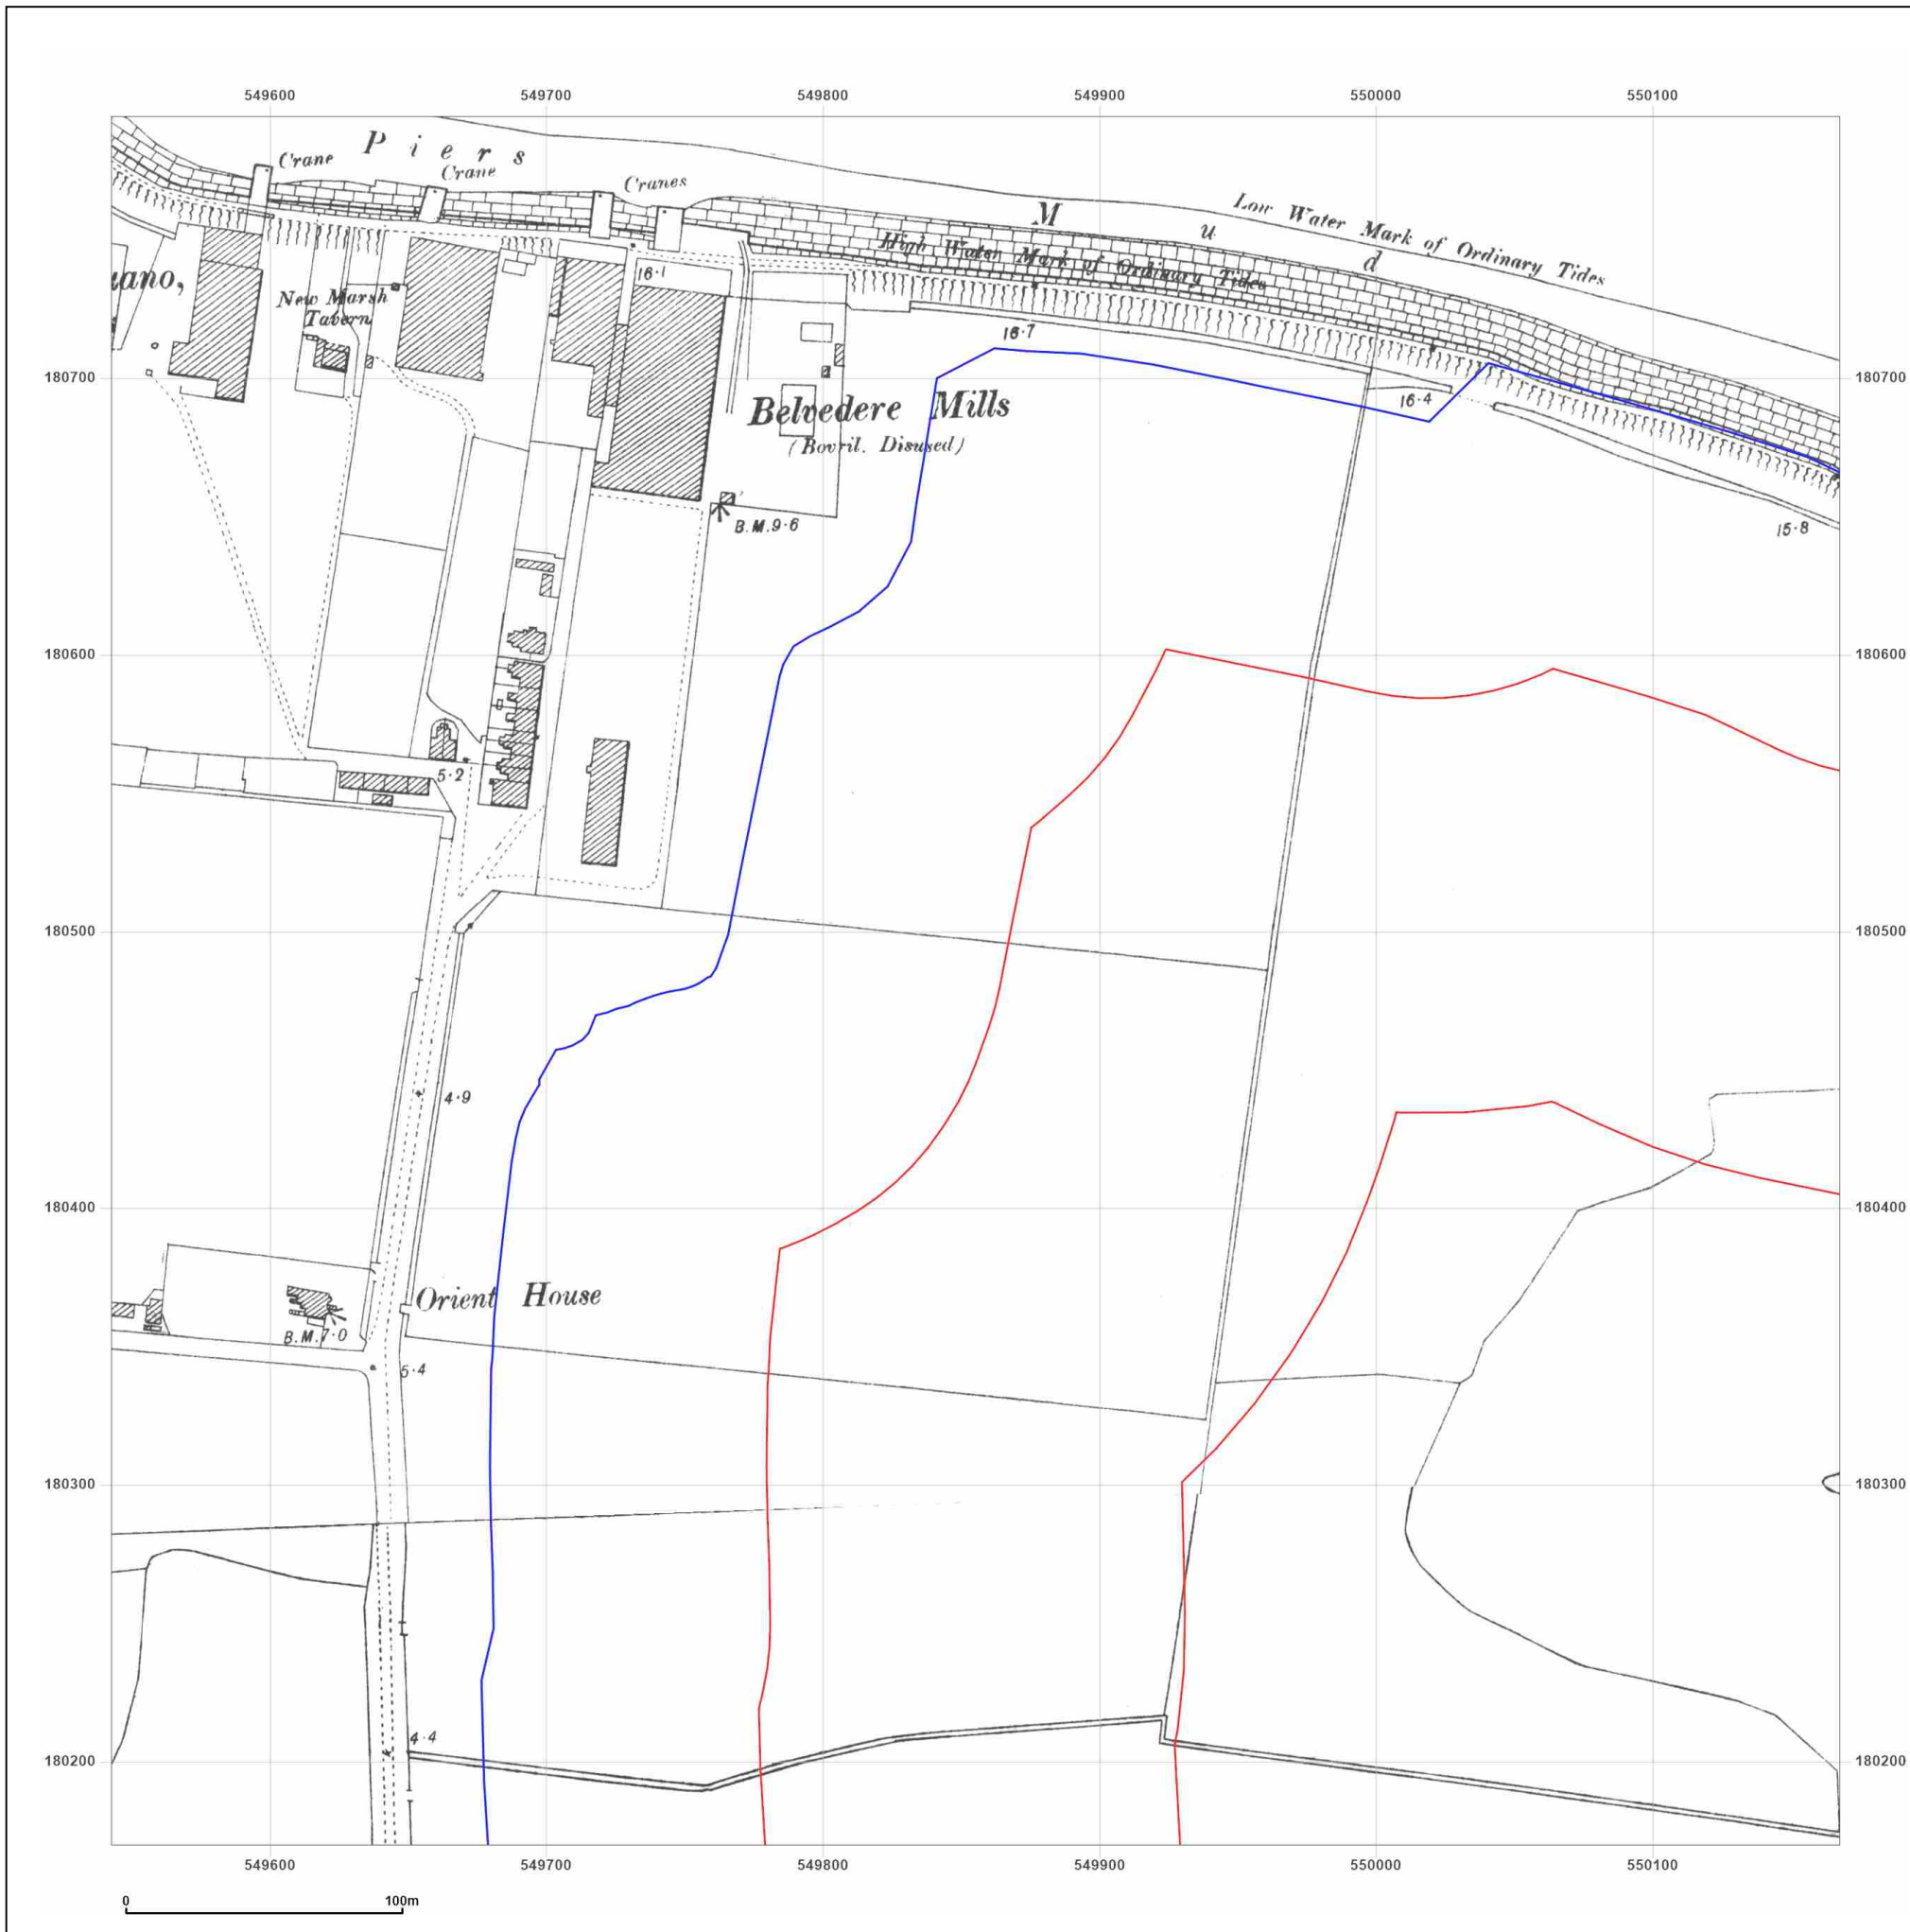 549600 549700 549800 549900 550000 550100
Piers
Crane
Crane
Cranes
Low Water Mark of Ordinary Tides
Mud
High Water Mark of Ordinary Tides
16·1
New Marsh
Tavern
16·7
180700 180700
16·4
Belvedere Mills
(Bovril. Disused)
B.M.9·6
15·8
180600 180600
5·2
180500 180500
4·9
180400 180400
Orient House
B.M.7·0
5·4
180300 180300
4·4
180200 180200
549600 549700 549800 549900 550000 550100
0 100m